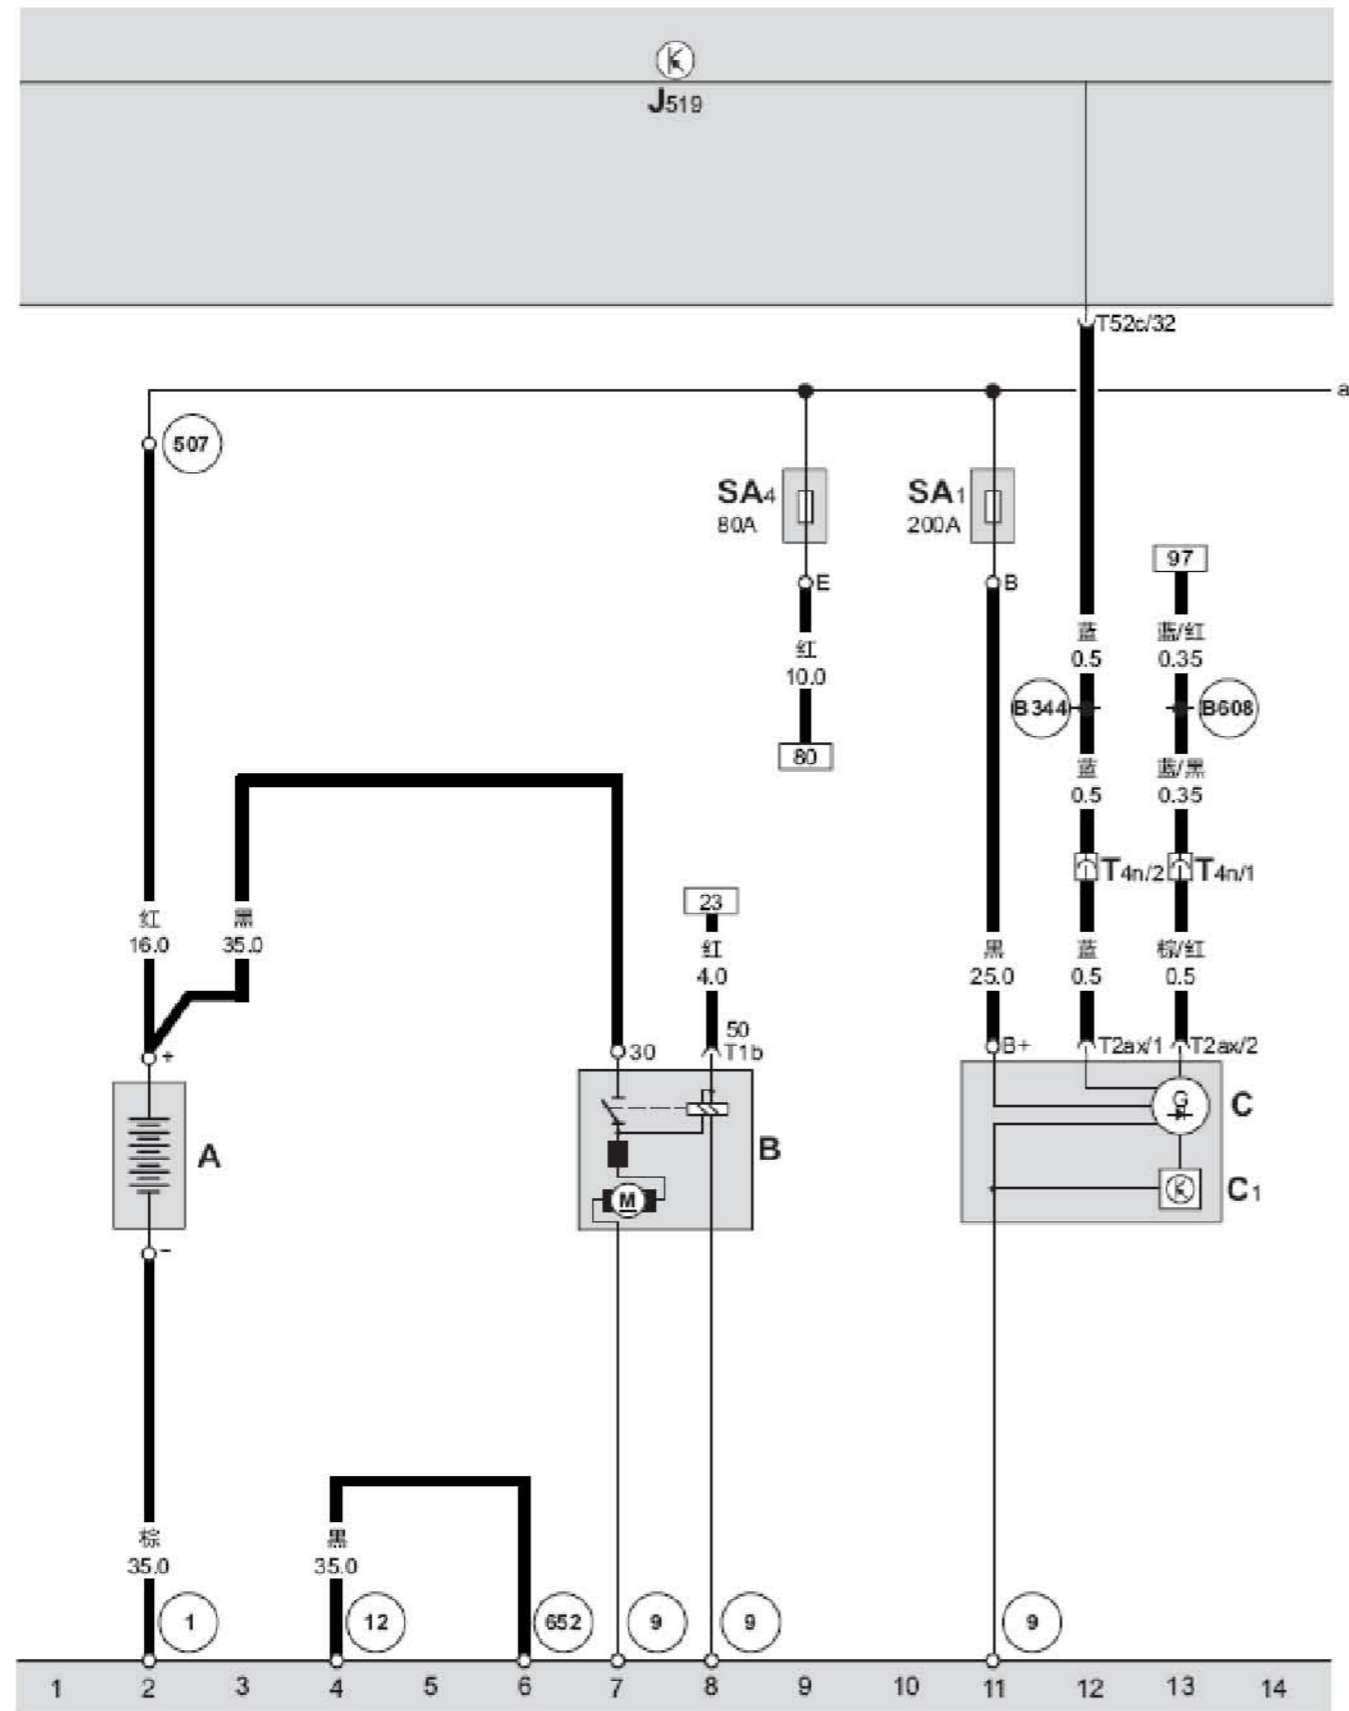 J519
T52c/32
a
507
SA4
80A
SA1
200A
E
B
97
红
10.0
蓝
0.5
蓝/红
0.35
B344
B608
80
蓝
0.5
蓝/黑
0.35
T4n/2
T4n/1
23
红
16.0
黑
35.0
红
4.0
黑
25.0
蓝
0.5
棕/红
0.5
+
30
50
T1b
B+
T2ax/1
T2ax/2
A
B
M
G
C
C1
-
棕
35.0
黑
35.0
1
12
652
9
9
9
1 2 3 4 5 6 7 8 9 10 11 12 13 14